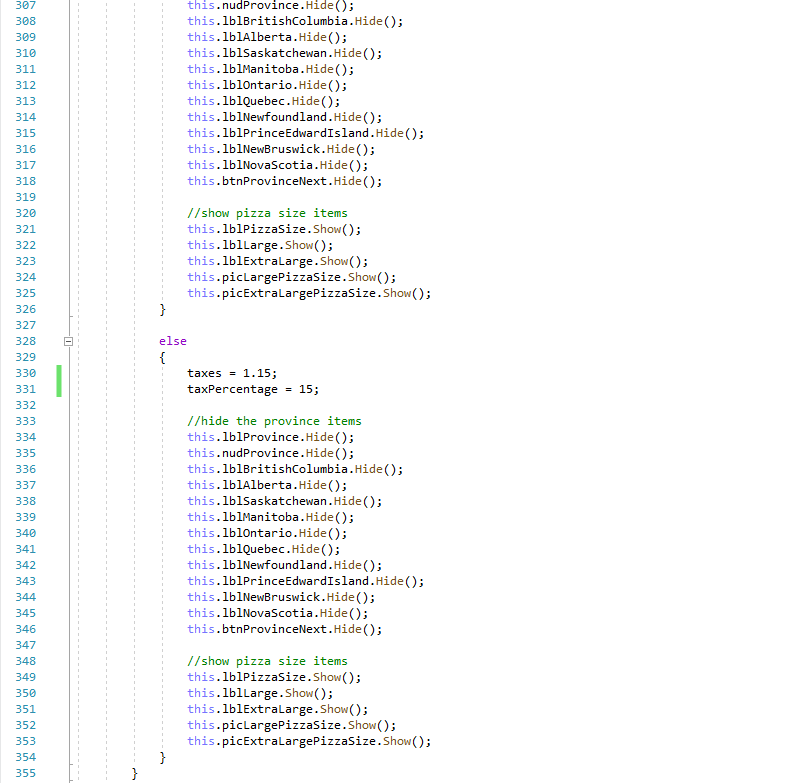 307 this.nudProvince.Hide();
308 this.lblBritishColumbia.Hide();
309 this.lblAlberta.Hide();
310 this.lblSaskatchewan.Hide();
311 this.lblManitoba.Hide();
312 this.lblOntario.Hide();
313 this.lblQuebec.Hide();
314 this.lblNewfoundland.Hide();
315 this.lblPrinceEdwardIsland.Hide();
316 this.lblNewBruswick.Hide();
317 this.lblNovaScotia.Hide();
318 this.btnProvinceNext.Hide();
319
320 //show pizza size items
321 this.lblPizzaSize.Show();
322 this.lblLarge.Show();
323 this.lblExtraLarge.Show();
324 this.picLargePizzaSize.Show();
325 this.picExtraLargePizzaSize.Show();
326 }
327
328 else
329 {
330 taxes = 1.15;
331 taxPercentage = 15;
332
333 //hide the province items
334 this.lblProvince.Hide();
335 this.nudProvince.Hide();
336 this.lblBritishColumbia.Hide();
337 this.lblAlberta.Hide();
338 this.lblSaskatchewan.Hide();
339 this.lblManitoba.Hide();
340 this.lblOntario.Hide();
341 this.lblQuebec.Hide();
342 this.lblNewfoundland.Hide();
343 this.lblPrinceEdwardIsland.Hide();
344 this.lblNewBruswick.Hide();
345 this.lblNovaScotia.Hide();
346 this.btnProvinceNext.Hide();
347
348 //show pizza size items
349 this.lblPizzaSize.Show();
350 this.lblLarge.Show();
351 this.lblExtraLarge.Show();
352 this.picLargePizzaSize.Show();
353 this.picExtraLargePizzaSize.Show();
354 }
355 }